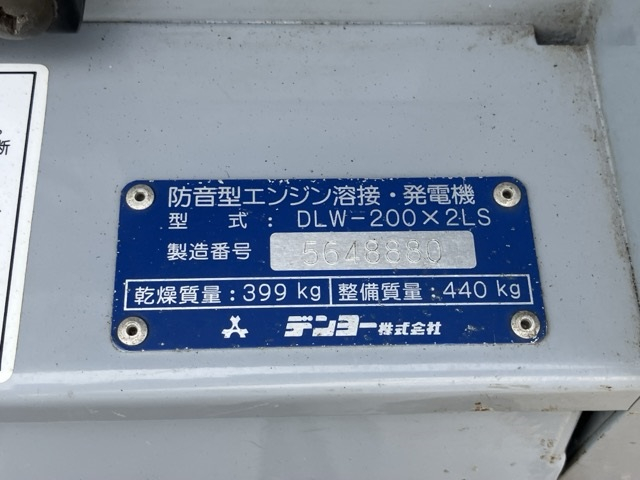 断
防音型エンジン溶接・発電機
型 式 : DLW-200×2LS
製造番号 5648880
乾燥質量:399 kg 整備質量:440 kg
デンヨー株式会社